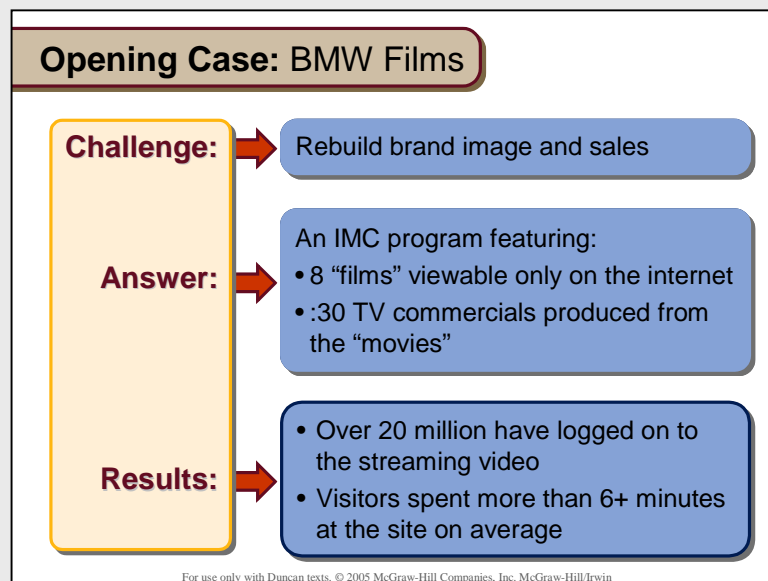 Opening Case: BMW Films
Challenge:
Rebuild brand image and sales
Answer:
An IMC program featuring:
• 8 “films” viewable only on the internet
• :30 TV commercials produced from
the “movies”
Results:
• Over 20 million have logged on to
the streaming video
• Visitors spent more than 6+ minutes
at the site on average
For use only with Duncan texts. © 2005 McGraw-Hill Companies, Inc. McGraw-Hill/Irwin